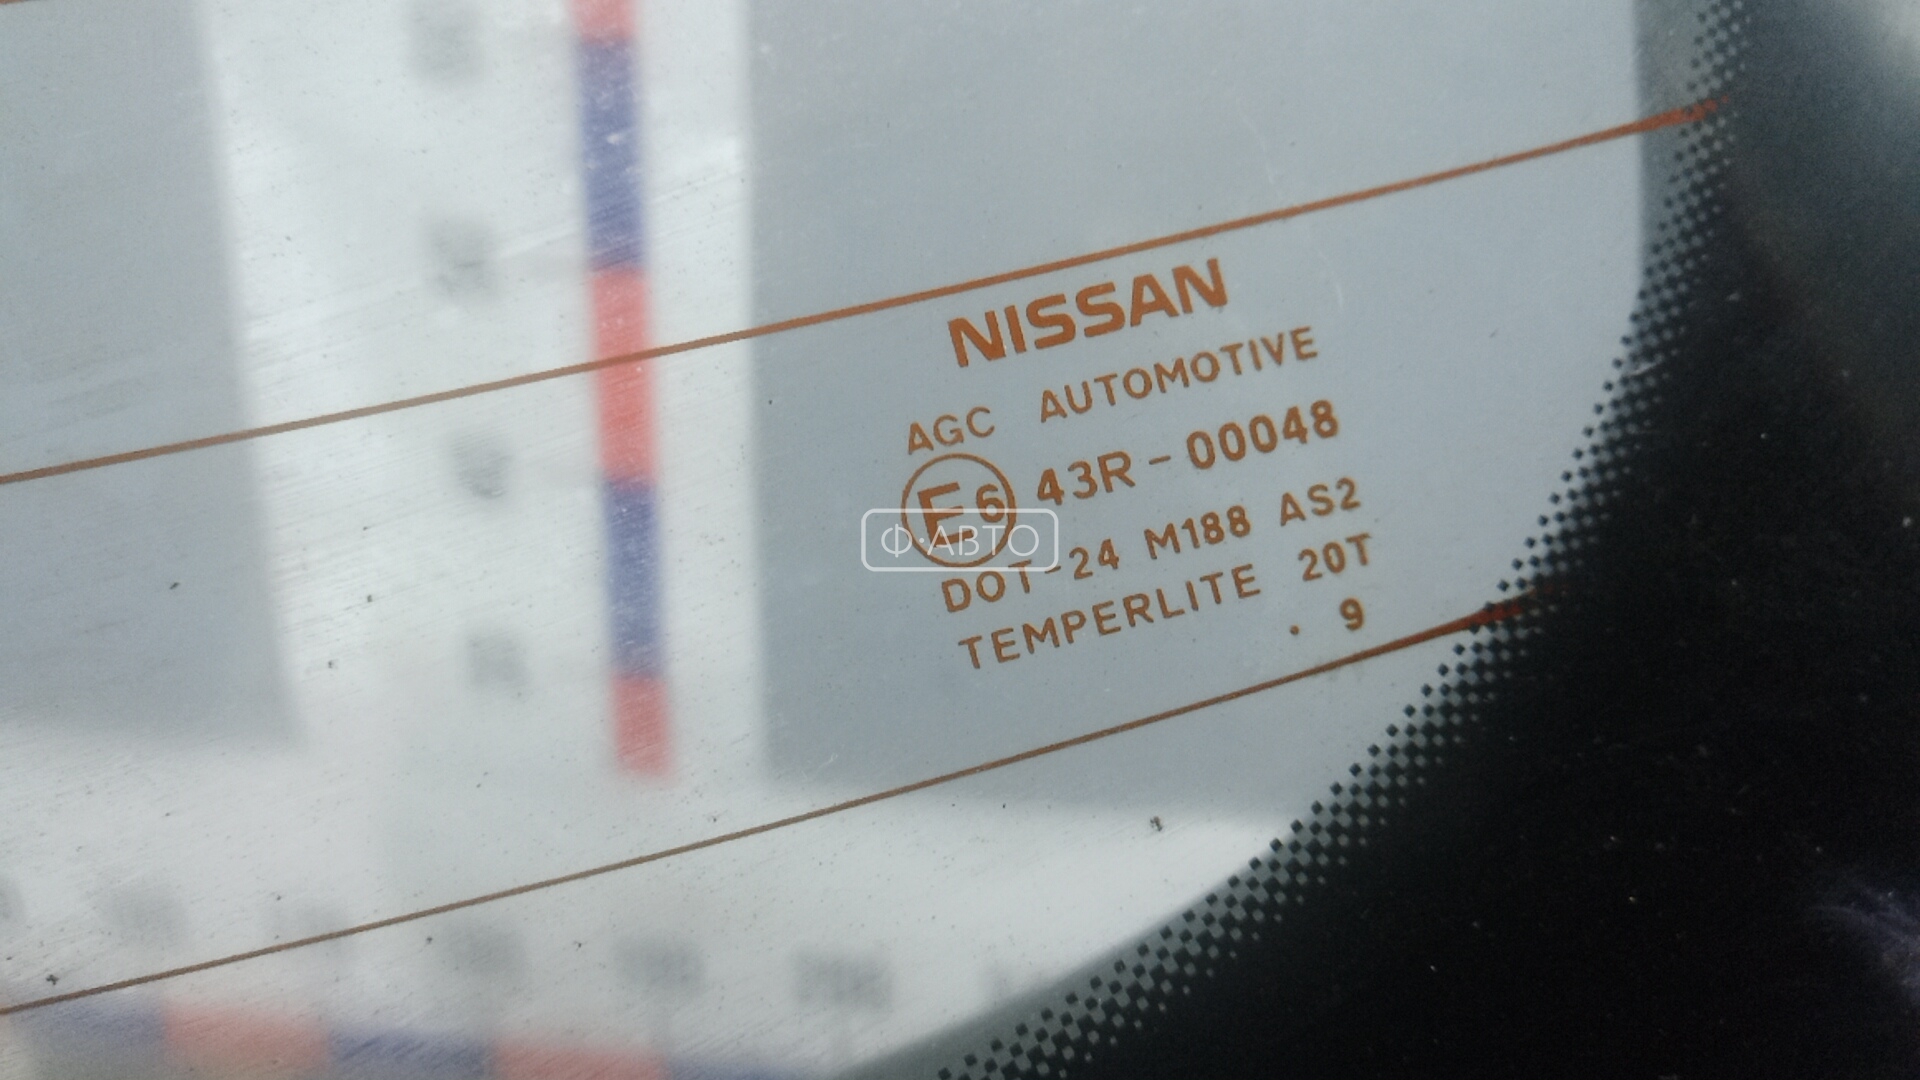 NISSAN
AGC AUTOMOTIVE
E6 43R-00048
Ф·АВТО
DOT-24 M188 AS2
TEMPERLITE 20T
. 9